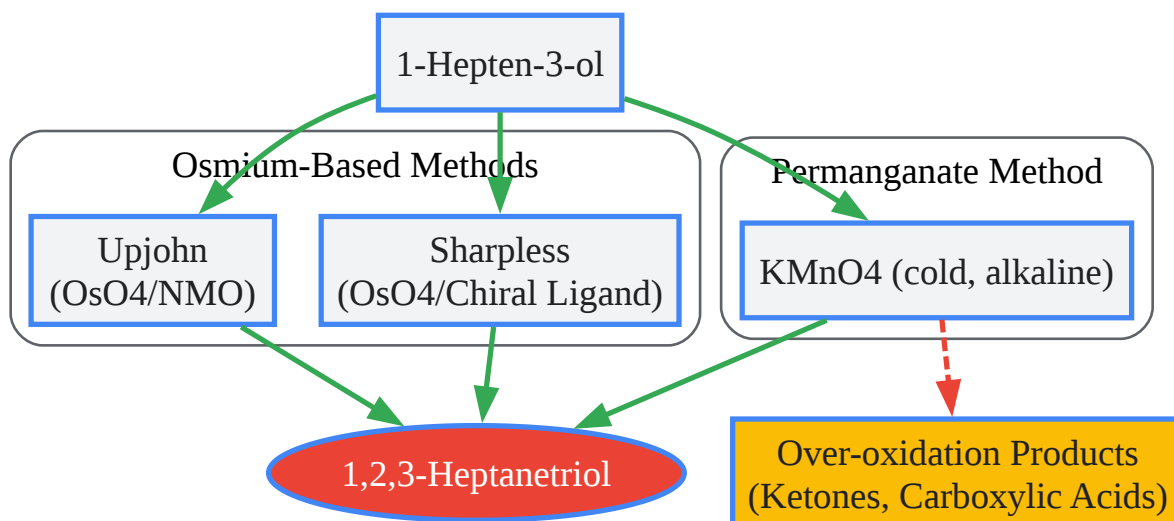 1-Hepten-3-ol
Osmium-Based Methods
Permanganate Method
Upjohn
(OsO4/NMO)
Sharpless
(OsO4/Chiral Ligand)
KMnO4 (cold, alkaline)
1,2,3-Heptanetriol
Over-oxidation Products
(Ketones, Carboxylic Acids)